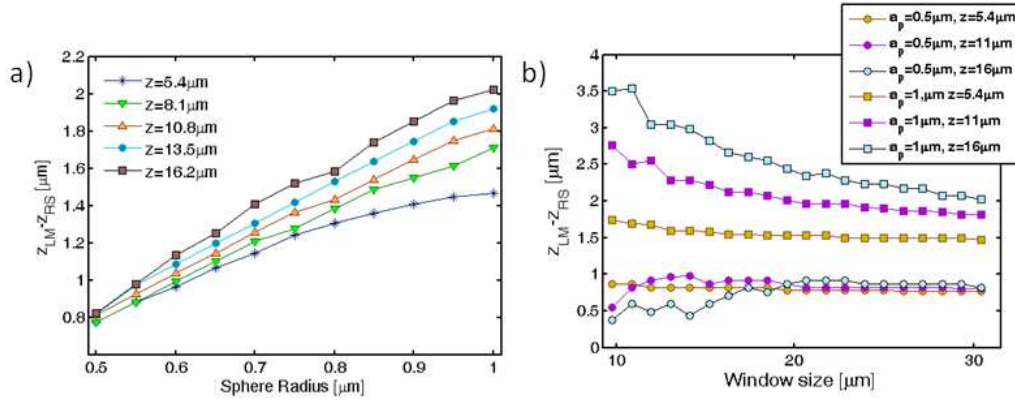 a)
2.2
2
1.8
1.6
1.4
1.2
1
0.8
z_LM-z_RS [μm]
z=5.4μm
z=8.1μm
z=10.8μm
z=13.5μm
z=16.2μm
0.5 0.6 0.7 0.8 0.9 1
Sphere Radius [μm]
b)
4
3.5
3
2.5
2
1.5
1
0.5
0
z_LM-z_RS [μm]
a_p=0.5μm, z=5.4μm
a_p=0.5μm, z=11μm
a_p=0.5μm, z=16μm
a_p=1,μm z=5.4μm
a_p=1μm, z=11μm
a_p=1μm, z=16μm
10 20 30
Window size [μm]